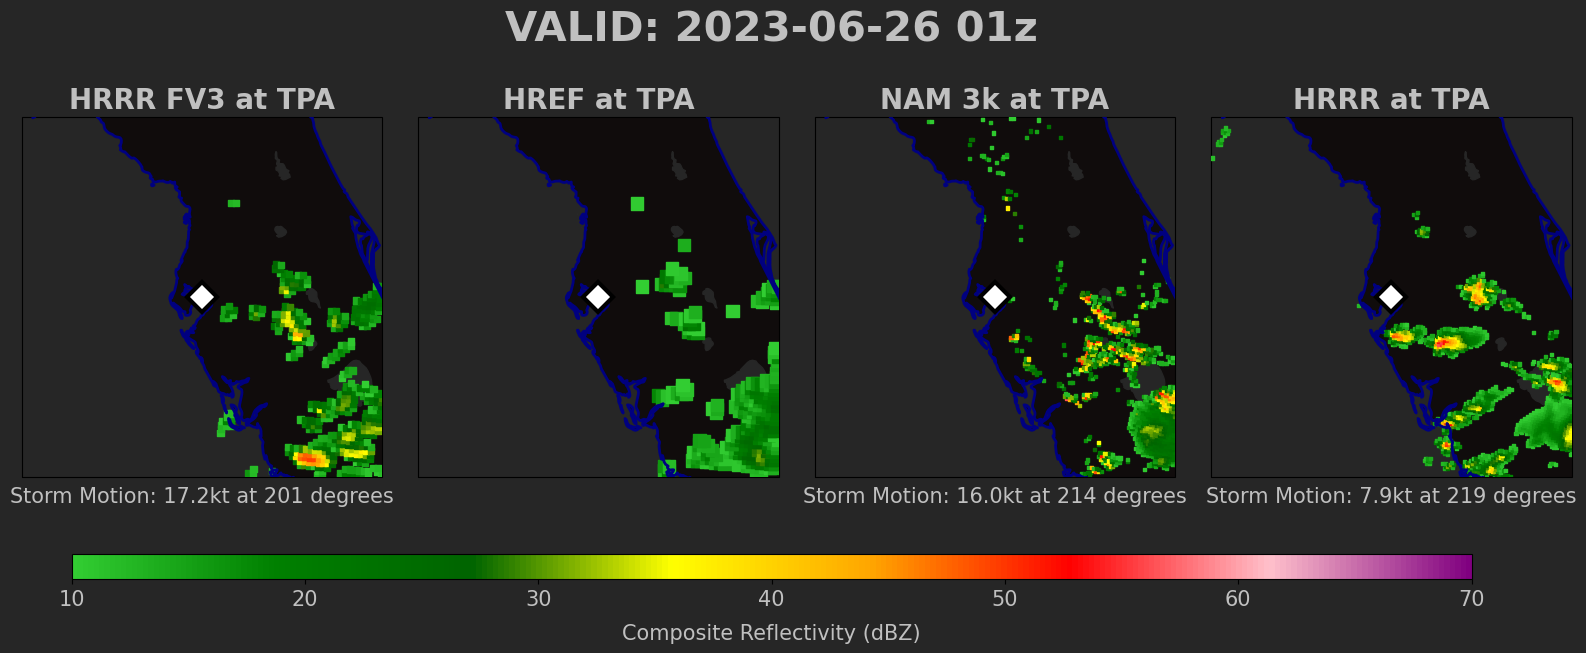 VALID: 2023-06-26 01z
HRRR FV3 at TPA
HREF at TPA
NAM 3k at TPA
HRRR at TPA
Storm Motion: 17.2kt at 201 degrees
Storm Motion: 16.0kt at 214 degrees
Storm Motion: 7.9kt at 219 degrees
10 20 30 40 50 60 70
Composite Reflectivity (dBZ)